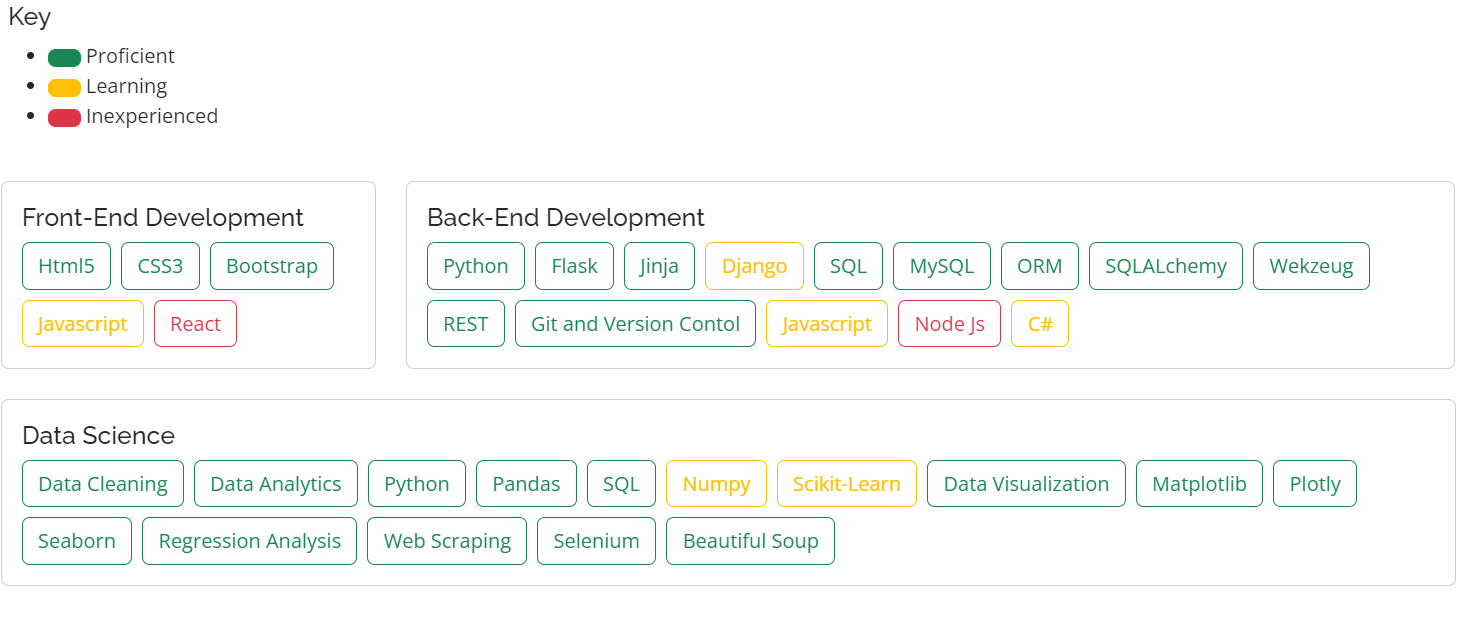 Key
Proficient
Learning
Inexperienced
Front-End Development
Html5 CSS3 Bootstrap
Javascript React
Back-End Development
Python Flask Jinja Django SQL MySQL ORM SQLALchemy Wekzeug
REST Git and Version Contol Javascript Node Js C#
Data Science
Data Cleaning Data Analytics Python Pandas SQL Numpy Scikit-Learn Data Visualization Matplotlib Plotly
Seaborn Regression Analysis Web Scraping Selenium Beautiful Soup